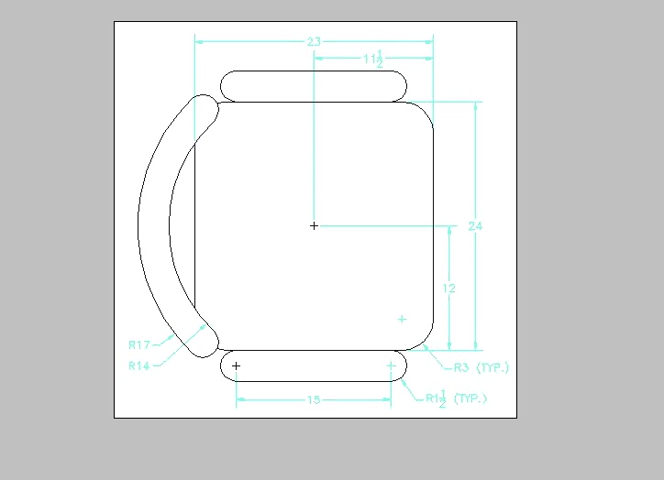 23
11 1/2
24
12
R17
R14
R3 (TYP.)
R1 1/2 (TYP.)
15